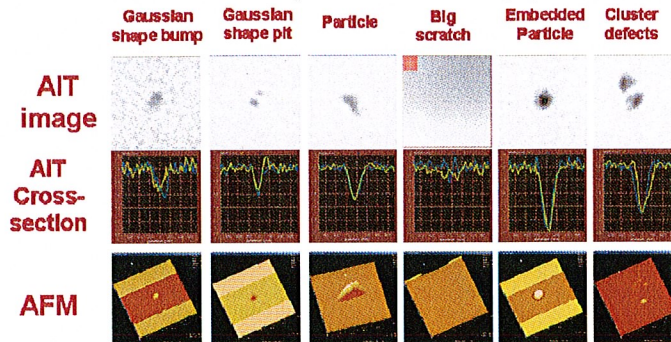 Gaussian shape bump
Gaussian shape pit
Particle
Big scratch
Embedded Particle
Cluster defects
AIT image
AIT Cross-section
AFM